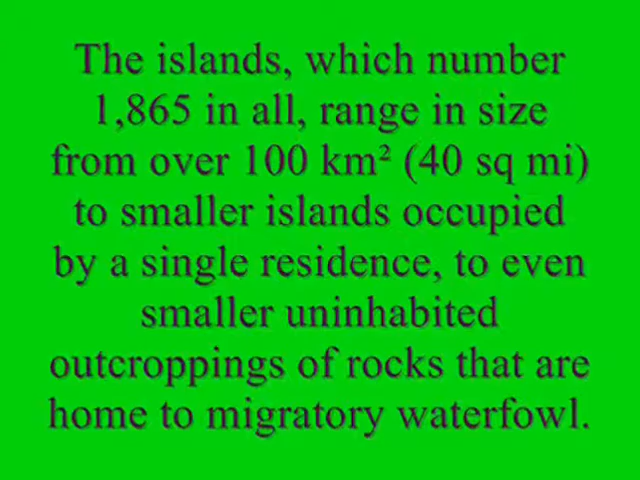 The islands, which number
1,865 in all, range in size
from over 100 km² (40 sq mi)
to smaller islands occupied
by a single residence, to even
smaller uninhabited
outcroppings of rocks that are
home to migratory waterfowl.